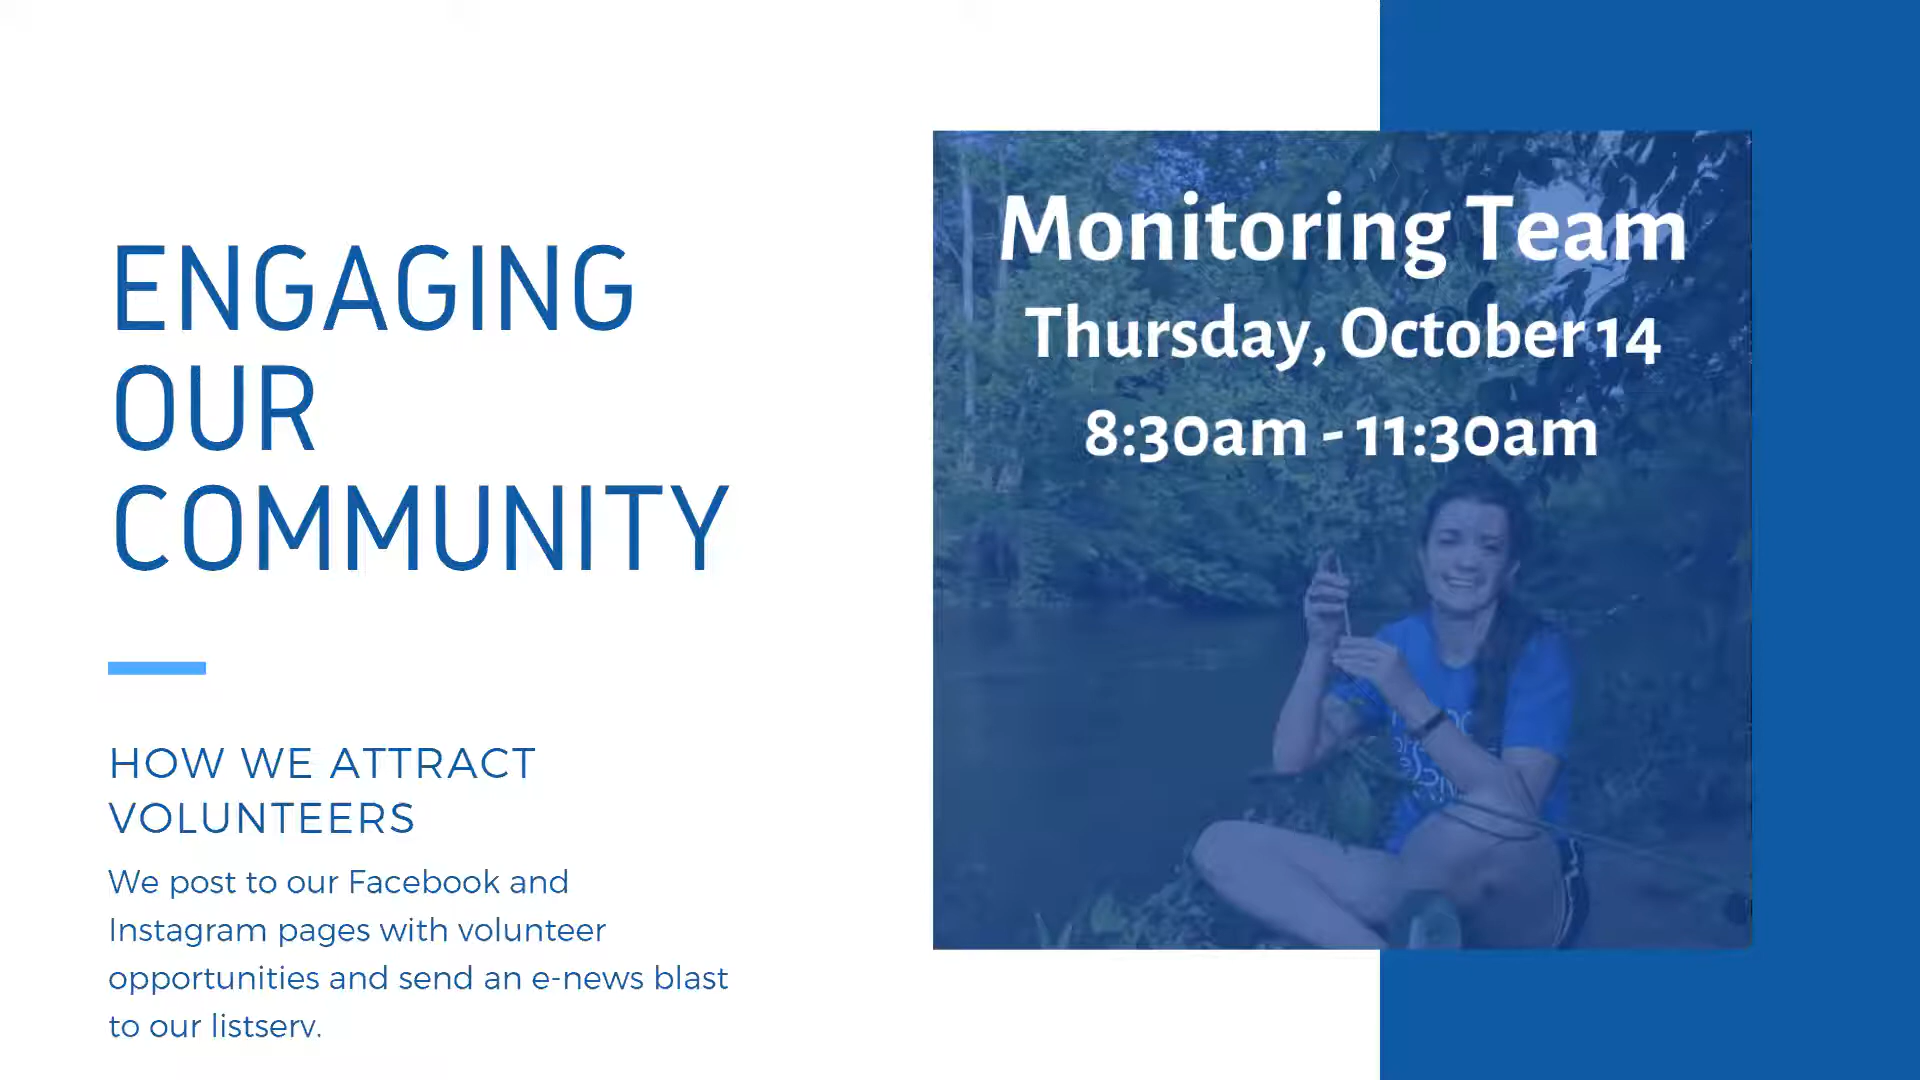 ENGAGING
OUR
COMMUNITY
HOW WE ATTRACT
VOLUNTEERS
We post to our Facebook and
Instagram pages with volunteer
opportunities and send an e-news blast
to our listserv.
Monitoring Team
Thursday, October 14
8:30am - 11:30am